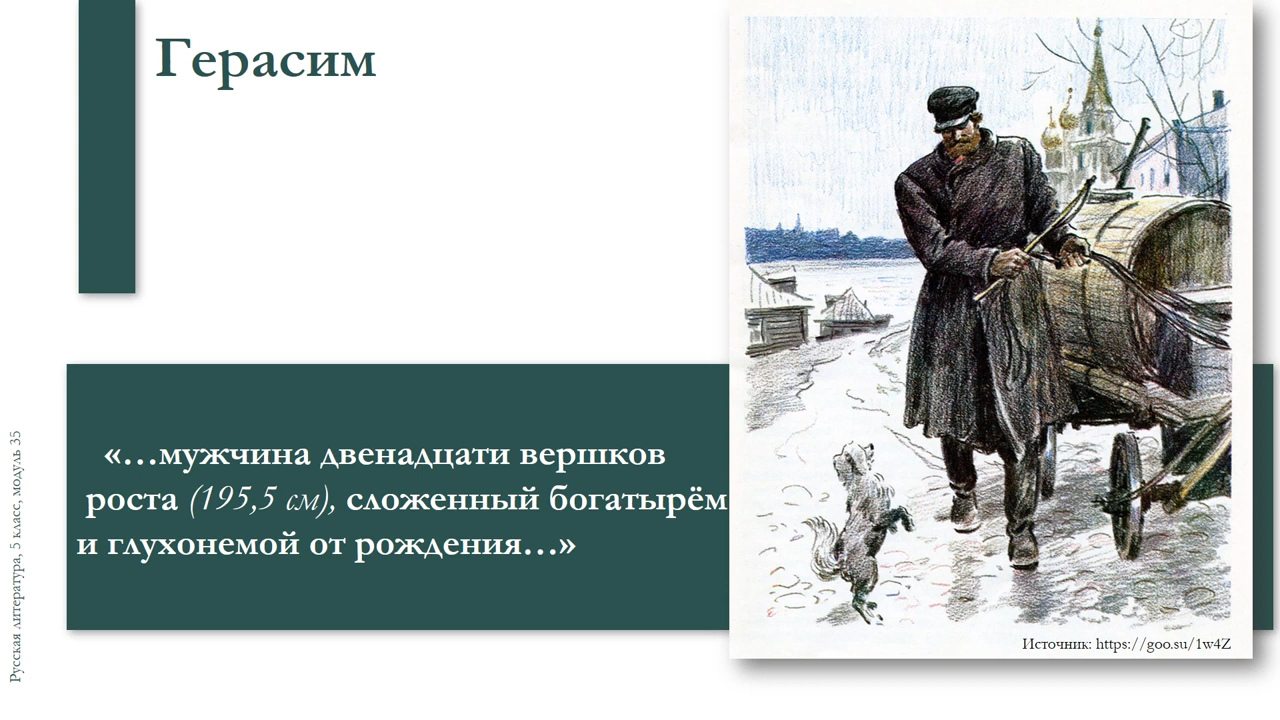 Герасим
«…мужчина двенадцати вершков
роста (195,5 см), сложенный богатырём
и глухонемой от рождения…»
Русская литература, 5 класс, модуль 35
Источник: https://goo.su/1w4Z